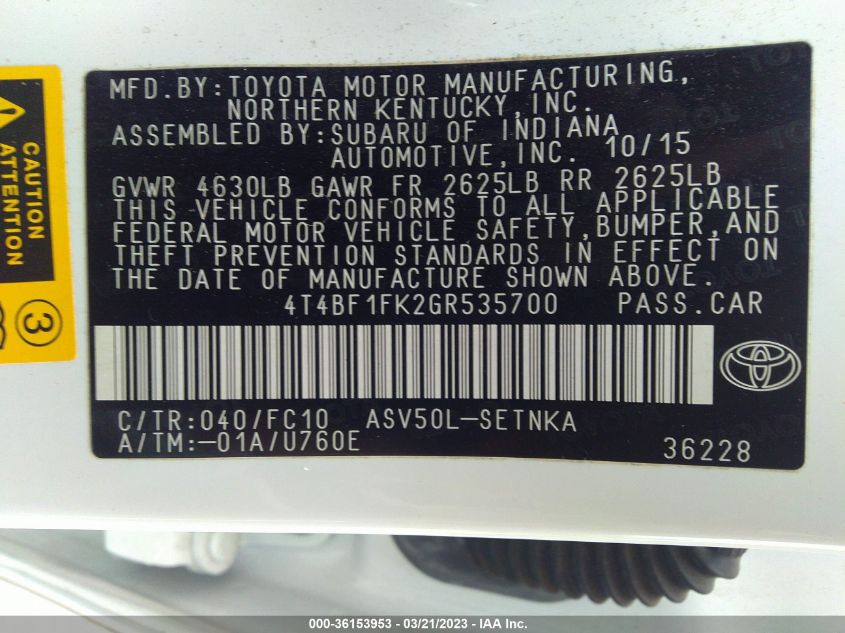 CAUTION
ATTENTION
3
MFD.BY:TOYOTA MOTOR MANUFACTURING,
NORTHERN KENTUCKY,INC.
ASSEMBLED BY:SUBARU OF INDIANA
AUTOMOTIVE,INC. 10/15
GVWR 4630LB GAWR FR 2625LB RR 2625LB
THIS VEHICLE CONFORMS TO ALL APPLICABLE
FEDERAL MOTOR VEHICLE SAFETY,BUMPER,AND
THEFT PREVENTION STANDARDS IN EFFECT ON
THE DATE OF MANUFACTURE SHOWN ABOVE.
4T4BF1FK2GR535700 PASS.CAR
C/TR:040/FC10 ASV50L-SETNKA
A/TM:-01A/U760E
36228
000-36153953 / 03/21/2023 - IAA Inc.